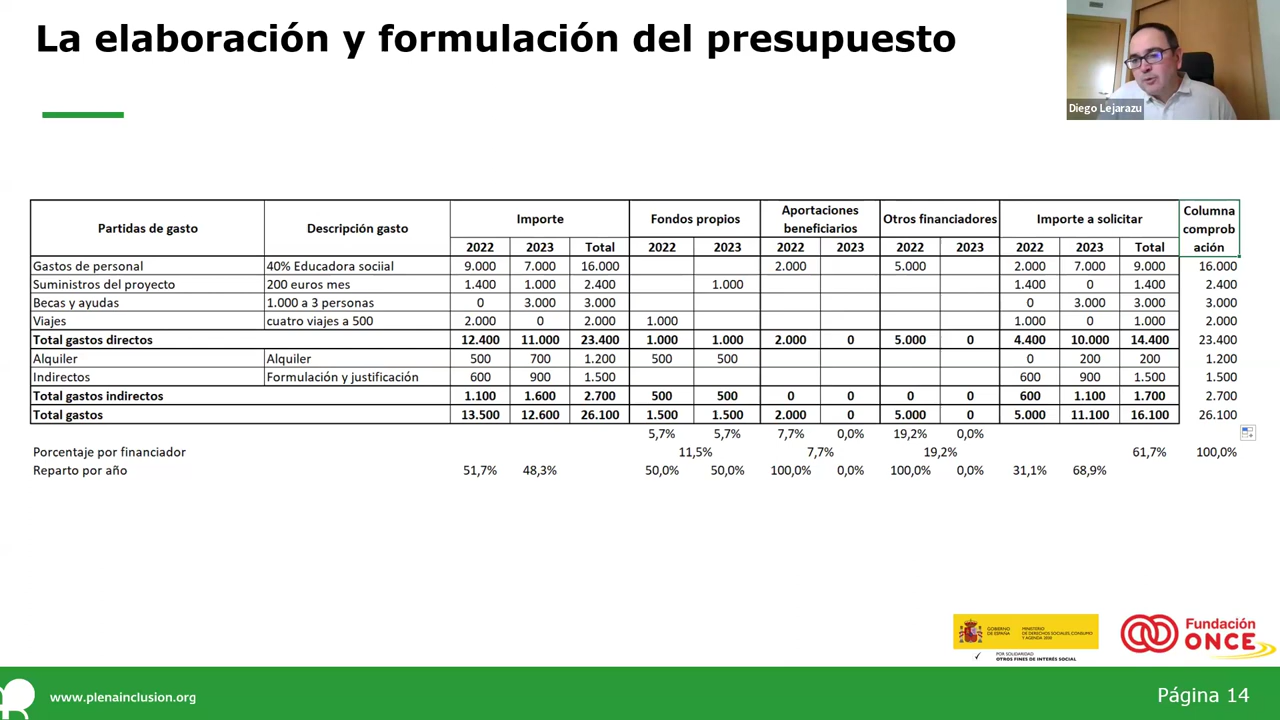 La elaboración y formulación del presupuesto
Diego Lejarazu
Partidas de gasto Descripción gasto Importe Fondos propios Aportaciones beneficiarios Otros financiadores Importe a solicitar Columna comprob ación
2022 2023 Total 2022 2023 2022 2023 2022 2023 2022 2023 Total
Gastos de personal 40% Educadora sociial 9.000 7.000 16.000 2.000 5.000 2.000 7.000 9.000 16.000
Suministros del proyecto 200 euros mes 1.400 1.000 2.400 1.000 1.400 0 1.400 2.400
Becas y ayudas 1.000 a 3 personas 0 3.000 3.000 0 3.000 3.000 3.000
Viajes cuatro viajes a 500 2.000 0 2.000 1.000 1.000 0 1.000 2.000
Total gastos directos 12.400 11.000 23.400 1.000 1.000 2.000 0 5.000 0 4.400 10.000 14.400 23.400
Alquiler Alquiler 500 700 1.200 500 500 0 200 200 1.200
Indirectos Formulación y justificación 600 900 1.500 600 900 1.500 1.500
Total gastos indirectos 1.100 1.600 2.700 500 500 0 0 0 0 600 1.100 1.700 2.700
Total gastos 13.500 12.600 26.100 1.500 1.500 2.000 0 5.000 0 5.000 11.100 16.100 26.100
5,7% 5,7% 7,7% 0,0% 19,2% 0,0%
Porcentaje por financiador 11,5% 7,7% 19,2% 61,7% 100,0%
Reparto por año 51,7% 48,3% 50,0% 50,0% 100,0% 0,0% 100,0% 0,0% 31,1% 68,9%
GOBIERNO DE ESPAÑA
MINISTERIO DE DERECHOS SOCIALES, CONSUMO Y AGENDA 2030
POR SOLIDARIDAD
OTROS FINES DE INTERÉS SOCIAL
Fundación
ONCE
www.plenainclusion.org
Página 14